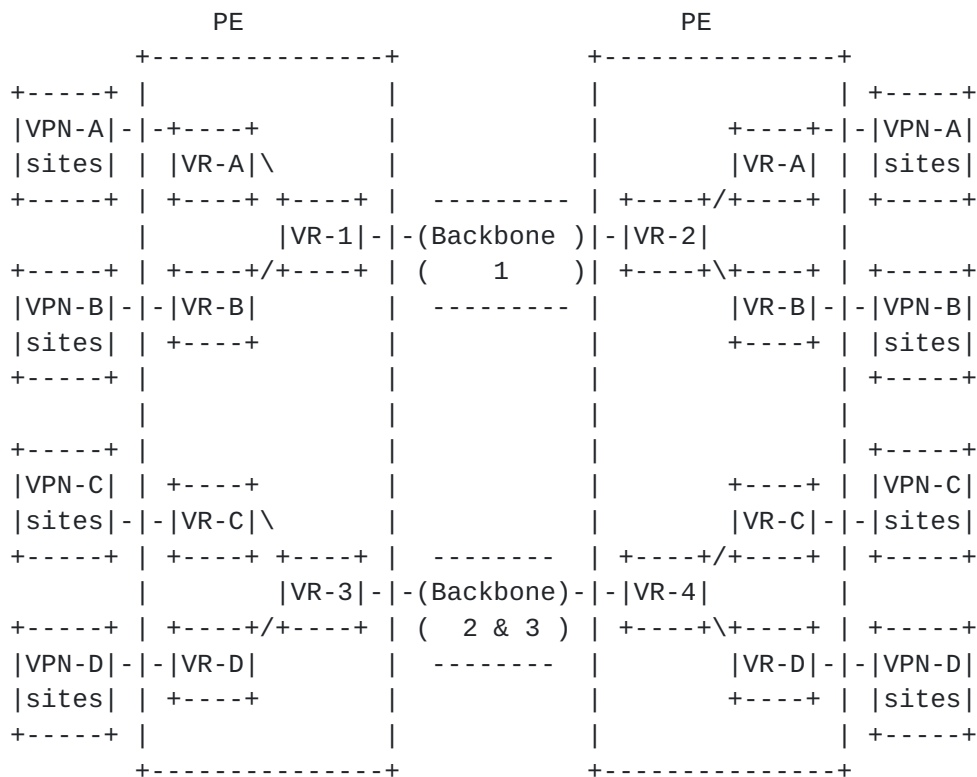 PE PE
+---------------+ +---------------+
+-----+ | | | | +-----+
|VPN-A|-|-+----+ | | +----+-|-|VPN-A|
|sites| | |VR-A|\ | | |VR-A| | |sites|
+-----+ | +----+ +----+ | --------- | +----+/+----+ | +-----+
| |VR-1|-|-(Backbone )|-|VR-2| |
+-----+ | +----+/+----+ | ( 1 )| +----+\+----+ | +-----+
|VPN-B|-|-|VR-B| | --------- | |VR-B|-|-|VPN-B|
|sites| | +----+ | | +----+ | |sites|
+-----+ | | | | +-----+
| | | |
+-----+ | | | | +-----+
|VPN-C| | +----+ | | +----+ | |VPN-C|
|sites|-|-|VR-C|\ | | |VR-C|-|-|sites|
+-----+ | +----+ +----+ | -------- | +----+/+----+ | +-----+
| |VR-3|-|-(Backbone)-|-|VR-4| |
+-----+ | +----+/+----+ | ( 2 & 3 ) | +----+\+----+ | +-----+
|VPN-D|-|-|VR-D| | -------- | |VR-D|-|-|VPN-D|
|sites| | +----+ | | +----+ | |sites|
+-----+ | | | | +-----+
+---------------+ +---------------+